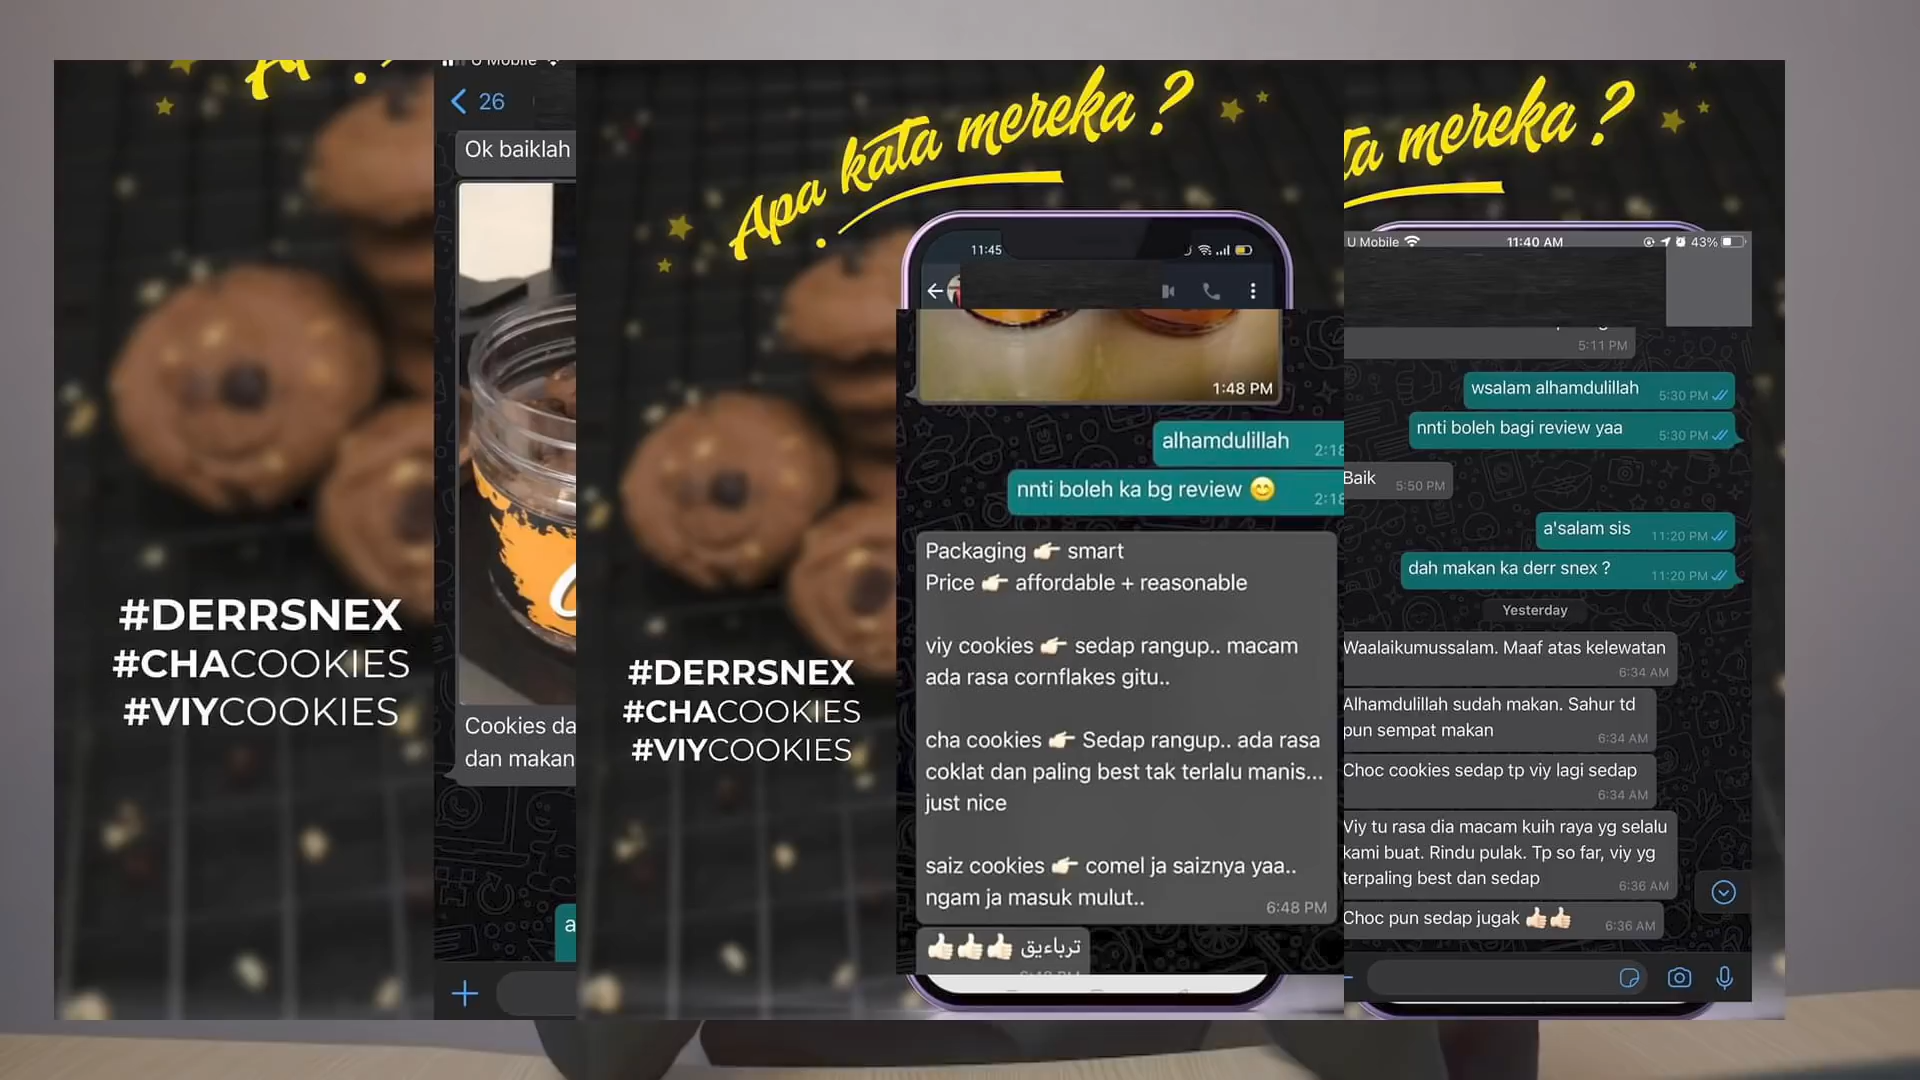 #DERRSNEX
#CHACOOKIES
#VIYCOOKIES
U Mobile
26
Ok baiklah
Cookies da
dan makan
a
Apa kata mereka ?
#DERRSNEX
#CHACOOKIES
#VIYCOOKIES
11:45
1:48 PM
alhamdulillah
2:18
nnti boleh ka bg review 😊
2:18
Packaging 👉🏻 smart
Price 👉🏻 affordable + reasonable
viy cookies 👉🏻 sedap rangup.. macam
ada rasa cornflakes gitu..
cha cookies 👉🏻 Sedap rangup.. ada rasa
coklat dan paling best tak terlalu manis...
just nice
saiz cookies 👉🏻 comel ja saiznya yaa..
ngam ja masuk mulut..
6:48 PM
👍🏻👍🏻👍🏻 ترباءيق
ta mereka ?
U Mobile
11:40 AM
43%
5:11 PM
wsalam alhamdulillah
5:30 PM
nnti boleh bagi review yaa
5:30 PM
Baik
5:50 PM
a'salam sis
11:20 PM
dah makan ka derr snex ?
11:20 PM
Yesterday
Waalaikumussalam. Maaf atas kelewatan
6:34 AM
Alhamdulillah sudah makan. Sahur td
pun sempat makan
6:34 AM
Choc cookies sedap tp viy lagi sedap
6:34 AM
Viy tu rasa dia macam kuih raya yg selalu
kami buat. Rindu pulak. Tp so far, viy yg
terpaling best dan sedap
6:36 AM
Choc pun sedap jugak 👍🏻👍🏻
6:36 AM